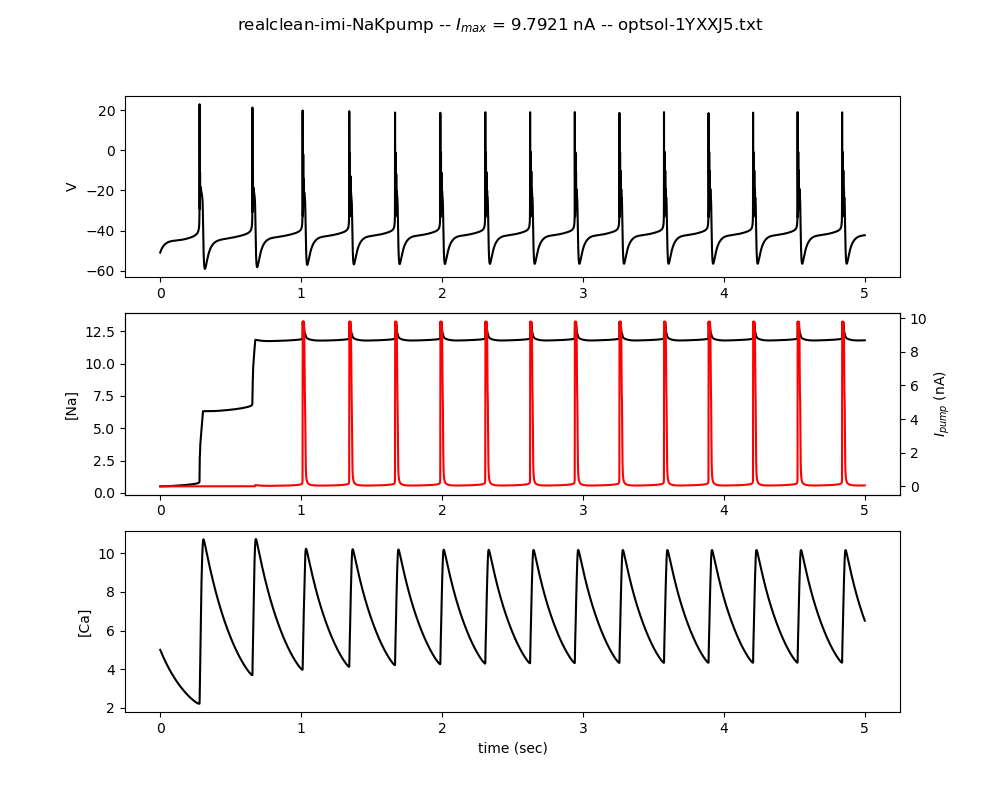 realclean-imi-NaKpump -- I_max = 9.7921 nA -- optsol-1YXXJ5.txt
20
0
−20
−40
−60
V
0 1 2 3 4 5
12.5
10.0
7.5
5.0
2.5
0.0
[Na]
10
8
6
4
2
0
I_pump (nA)
0 1 2 3 4 5
10
8
6
4
2
[Ca]
0 1 2 3 4 5
time (sec)